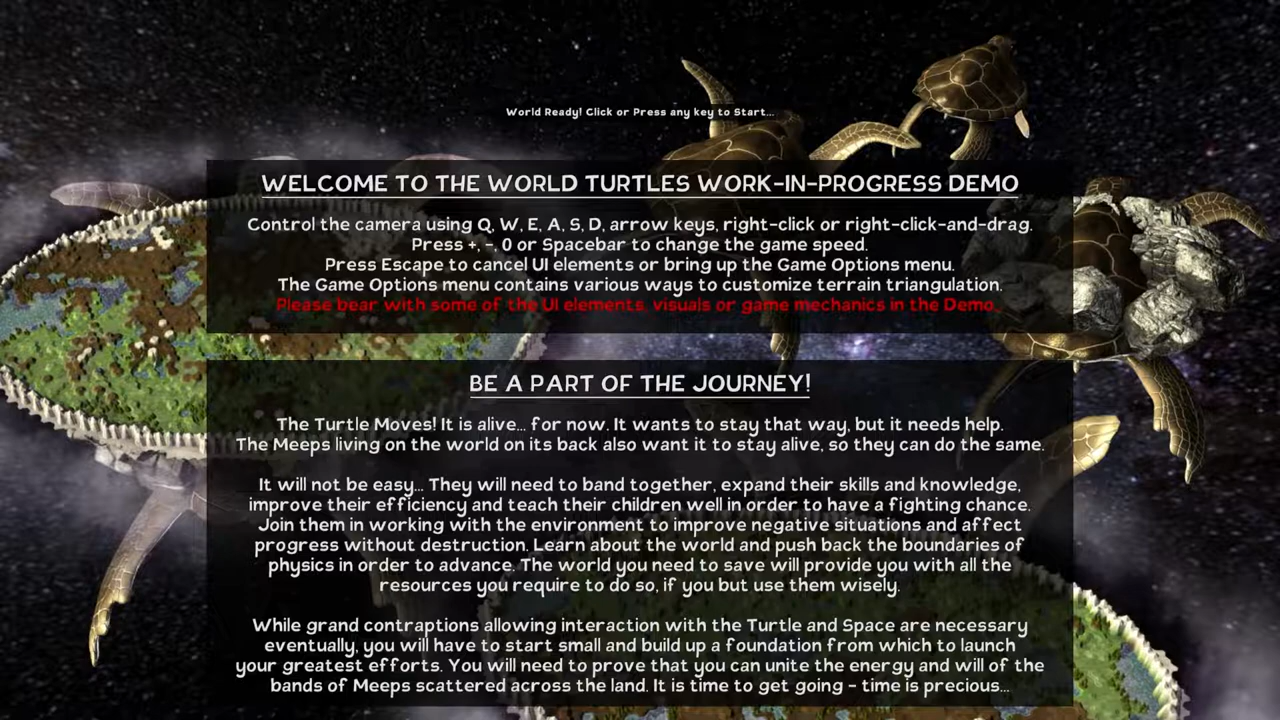 World Ready! Click or Press any key to Start...
WELCOME TO THE WORLD TURTLES WORK-IN-PROGRESS DEMO
Control the camera using Q, W, E, A, S, D, arrow keys, right-click or right-click-and-drag.
Press +, -, 0 or Spacebar to change the game speed.
Press Escape to cancel UI elements or bring up the Game Options menu.
The Game Options menu contains various ways to customize terrain triangulation.
Please bear with some of the UI elements, visuals or game mechanics in the Demo...
BE A PART OF THE JOURNEY!
The Turtle Moves! It is alive... for now. It wants to stay that way, but it needs help.
The Meeps living on the world on its back also want it to stay alive, so they can do the same.
It will not be easy... They will need to band together, expand their skills and knowledge,
improve their efficiency and teach their children well in order to have a fighting chance.
Join them in working with the environment to improve negative situations and affect
progress without destruction. Learn about the world and push back the boundaries of
physics in order to advance. The world you need to save will provide you with all the
resources you require to do so, if you but use them wisely.
While grand contraptions allowing interaction with the Turtle and Space are necessary
eventually, you will have to start small and build up a foundation from which to launch
your greatest efforts. You will need to prove that you can unite the energy and will of the
bands of Meeps scattered across the land. It is time to get going - time is precious...